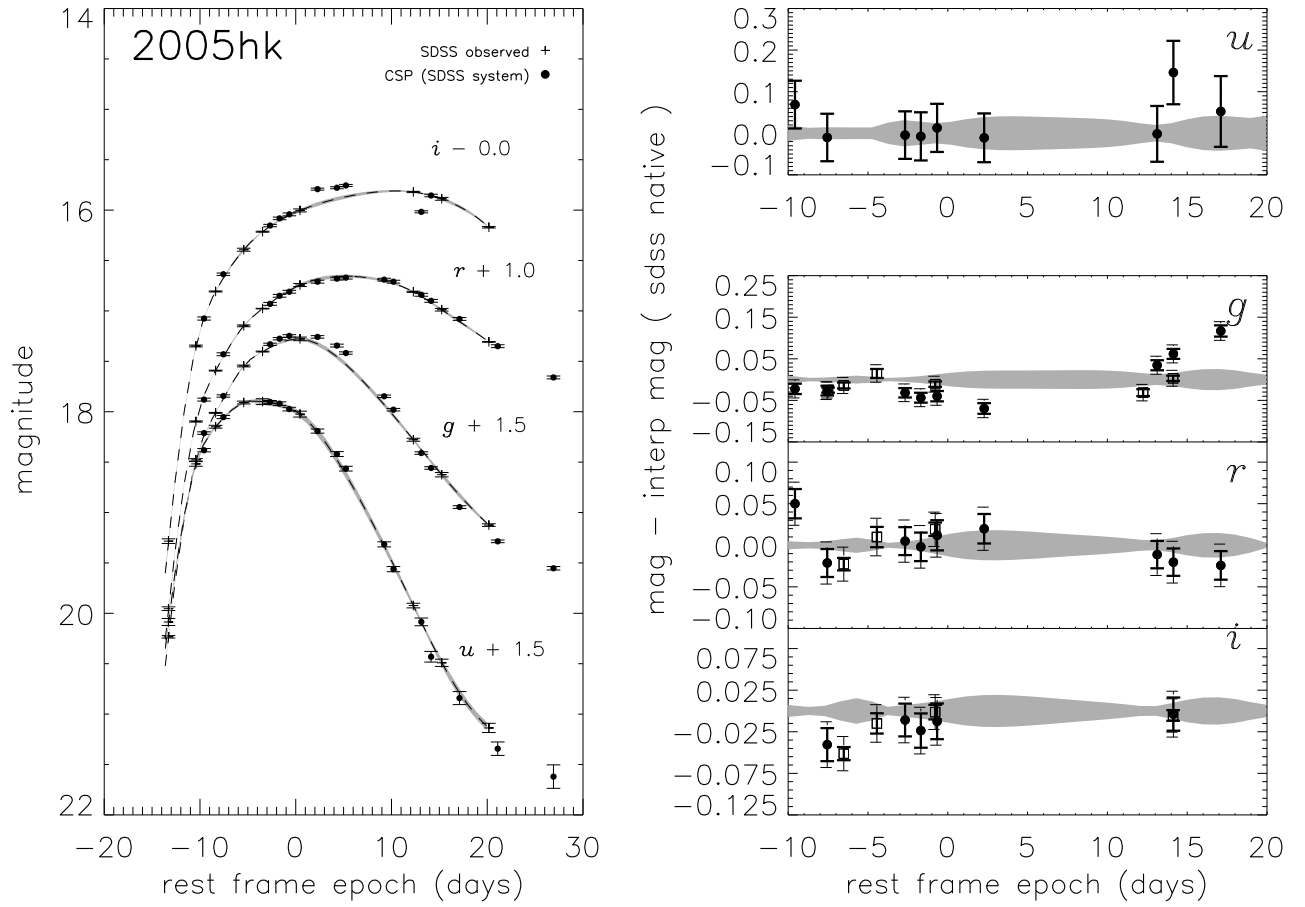 2005hk
SDSS observed +
CSP (SDSS system) ●
i − 0.0
r + 1.0
g + 1.5
u + 1.5
14
16
18
20
22
magnitude
−20 −10 0 10 20 30
rest frame epoch (days)
mag − interp mag ( sdss native )
u
0.3
0.2
0.1
0.0
−0.1
−10 −5 0 5 10 15 20
g
0.25
0.15
0.05
−0.05
−0.15
r
0.10
0.05
0.00
−0.05
−0.10
i
0.075
0.025
−0.025
−0.075
−0.125
−10 −5 0 5 10 15 20
rest frame epoch (days)